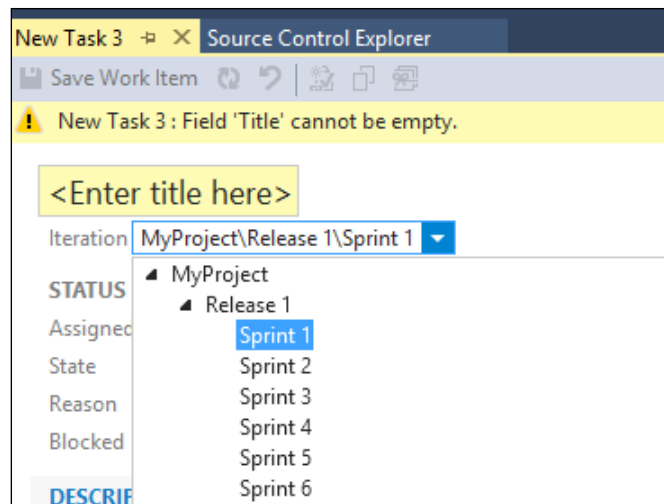 New Task 3 Source Control Explorer
Save Work Item
New Task 3 : Field 'Title' cannot be empty.
<Enter title here>
Iteration MyProject\Release 1\Sprint 1
MyProject
STATUS
Release 1
Assigned
Sprint 1
State
Sprint 2
Reason
Sprint 3
Sprint 4
Blocked
Sprint 5
Sprint 6
DESCRIP